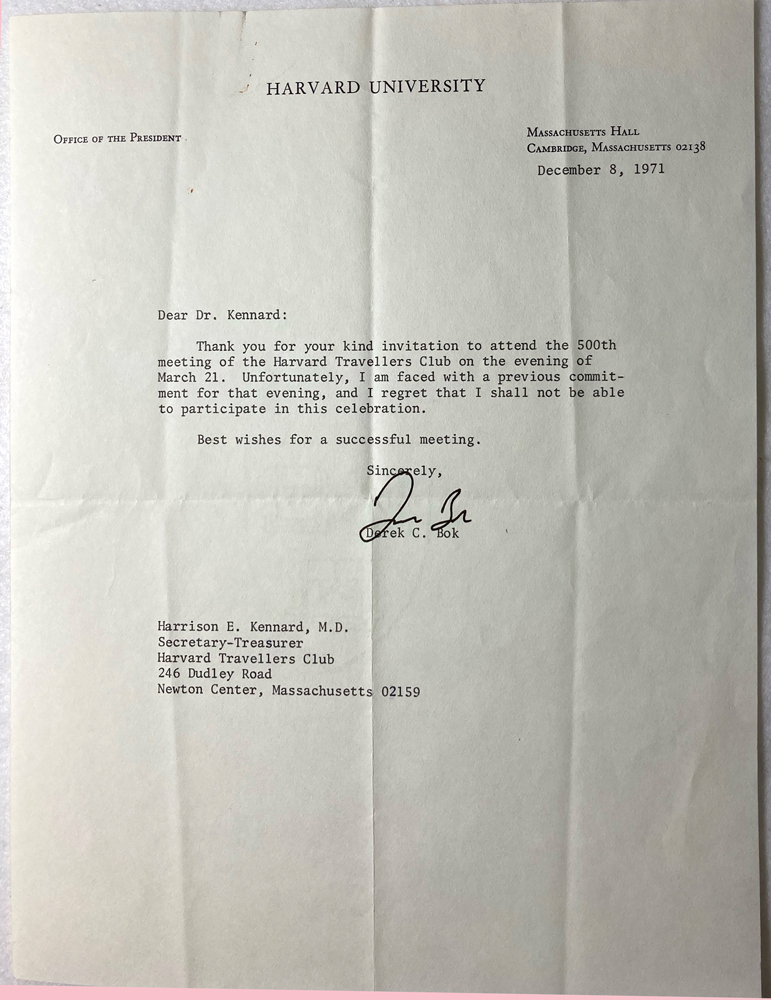 HARVARD UNIVERSITY
OFFICE OF THE PRESIDENT
MASSACHUSETTS HALL
CAMBRIDGE, MASSACHUSETTS 02138
December 8, 1971
Dear Dr. Kennard:
Thank you for your kind invitation to attend the 500th
meeting of the Harvard Travellers Club on the evening of
March 21. Unfortunately, I am faced with a previous commit-
ment for that evening, and I regret that I shall not be able
to participate in this celebration.
Best wishes for a successful meeting.
Sincerely,
Derek C. Bok
Harrison E. Kennard, M.D.
Secretary-Treasurer
Harvard Travellers Club
246 Dudley Road
Newton Center, Massachusetts 02159